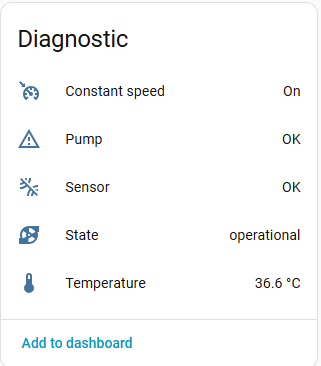 Diagnostic
Constant speed On
Pump OK
Sensor OK
State operational
Temperature 36.6 °C
Add to dashboard